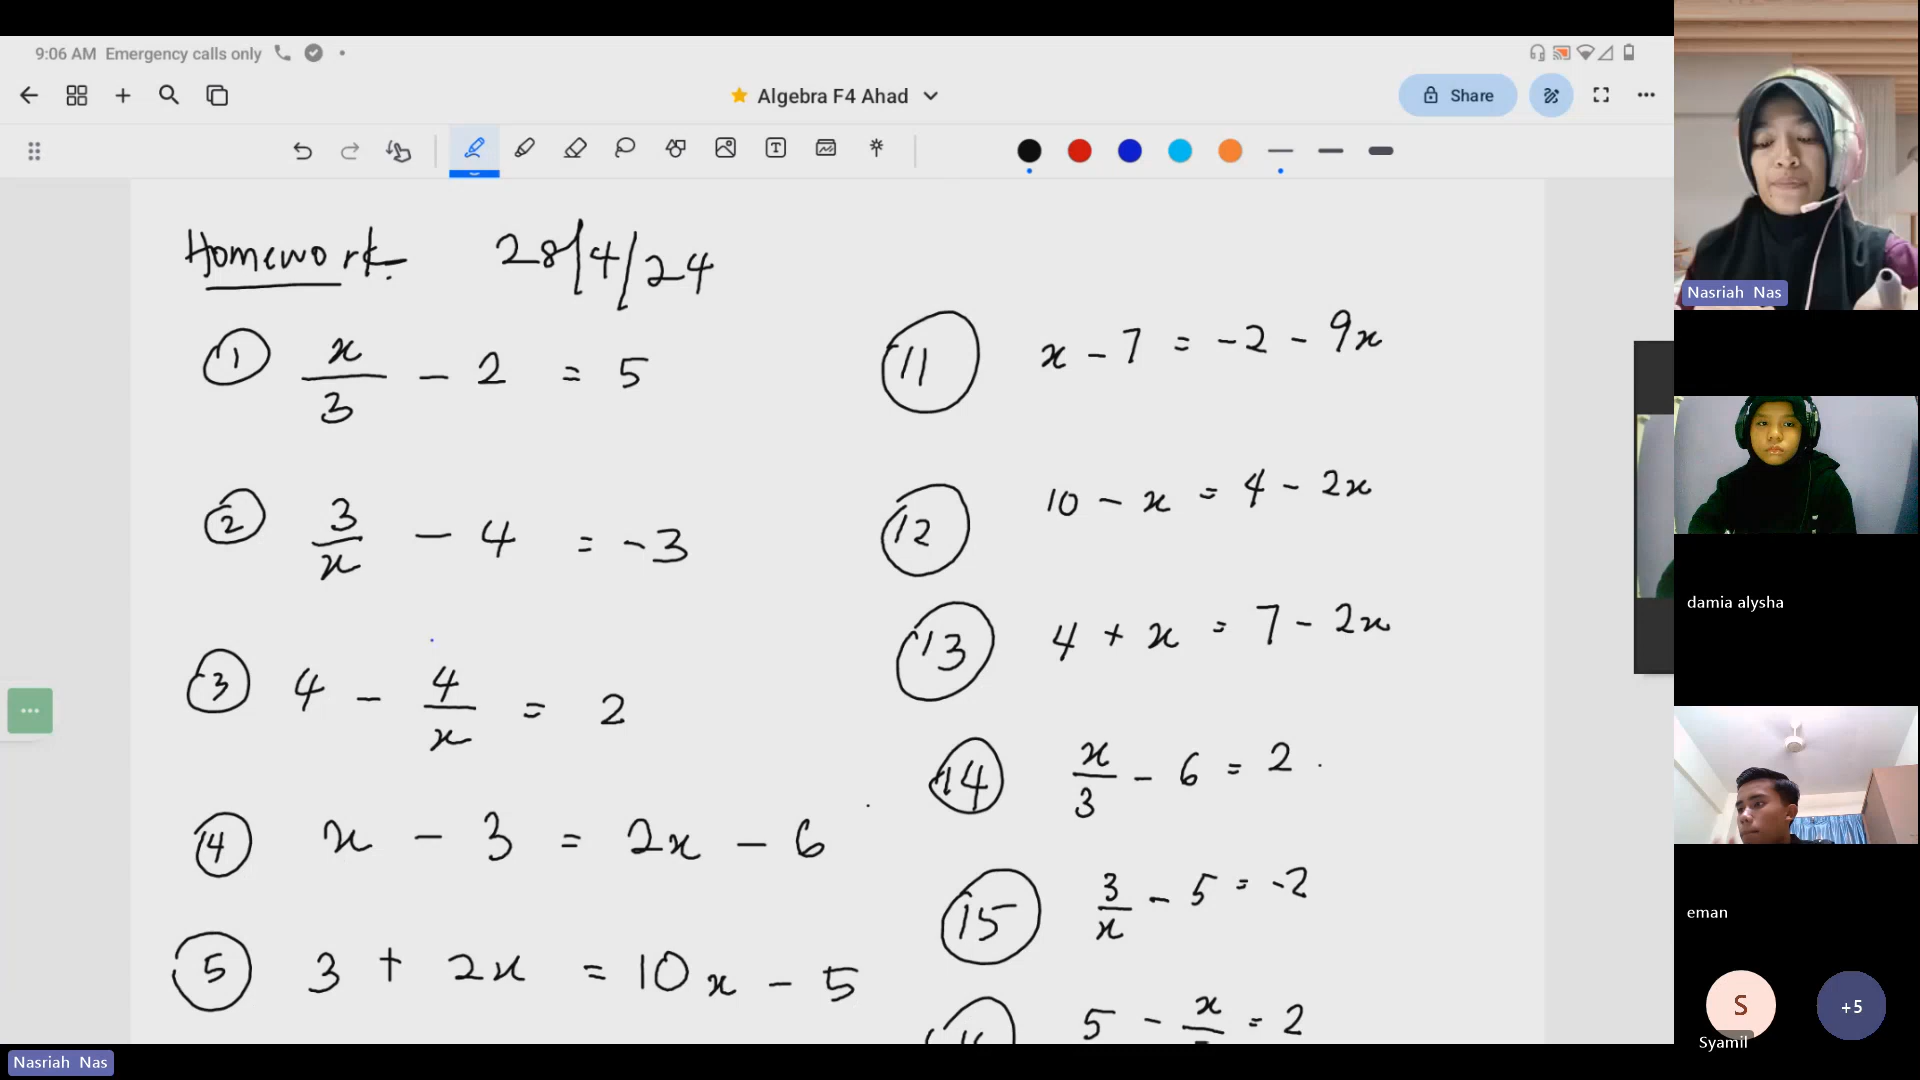 9:06 AM Emergency calls only
Algebra F4 Ahad
Share
Homework. 28/4/24
1 x/3 - 2 = 5
2 3/x - 4 = -3
3 4 - 4/x = 2
4 x - 3 = 2x - 6
5 3 + 2x = 10x - 5
11 x - 7 = -2 - 9x
12 10 - x = 4 - 2x
13 4 + x = 7 - 2x
14 x/3 - 6 = 2
15 3/x - 5 = -2
5 - x = 2
Nasriah Nas
damia alysha
eman
S
Syamil
+5
Nasriah Nas